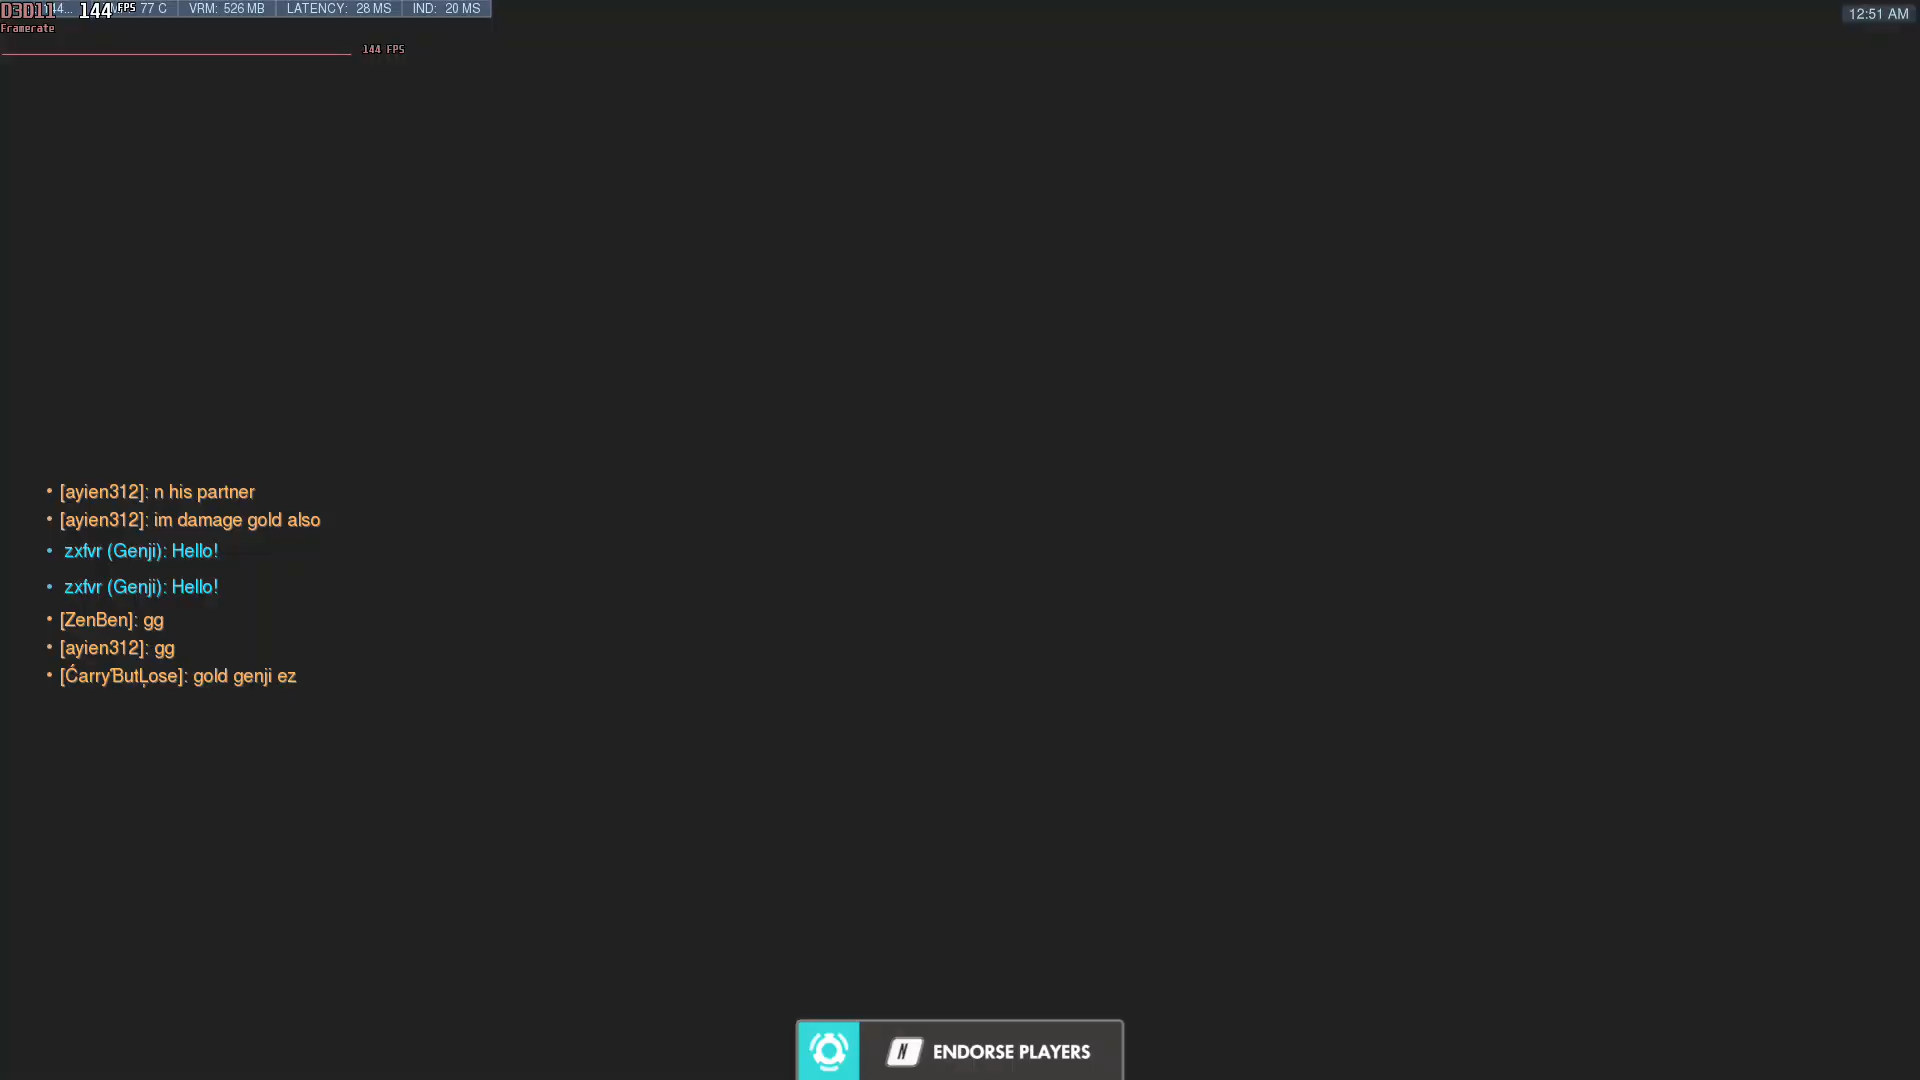 D3D11 144 FPS 77 C VRM: 526 MB LATENCY: 28 MS IND: 20 MS
12:51 AM
Framerate
144 FPS
• [ayien312]: n his partner
• [ayien312]: im damage gold also
• zxfvr (Genji): Hello!
• zxfvr (Genji): Hello!
• [ZenBen]: gg
• [ayien312]: gg
• [ĆarryƁutĻose]: gold genji ez
N ENDORSE PLAYERS